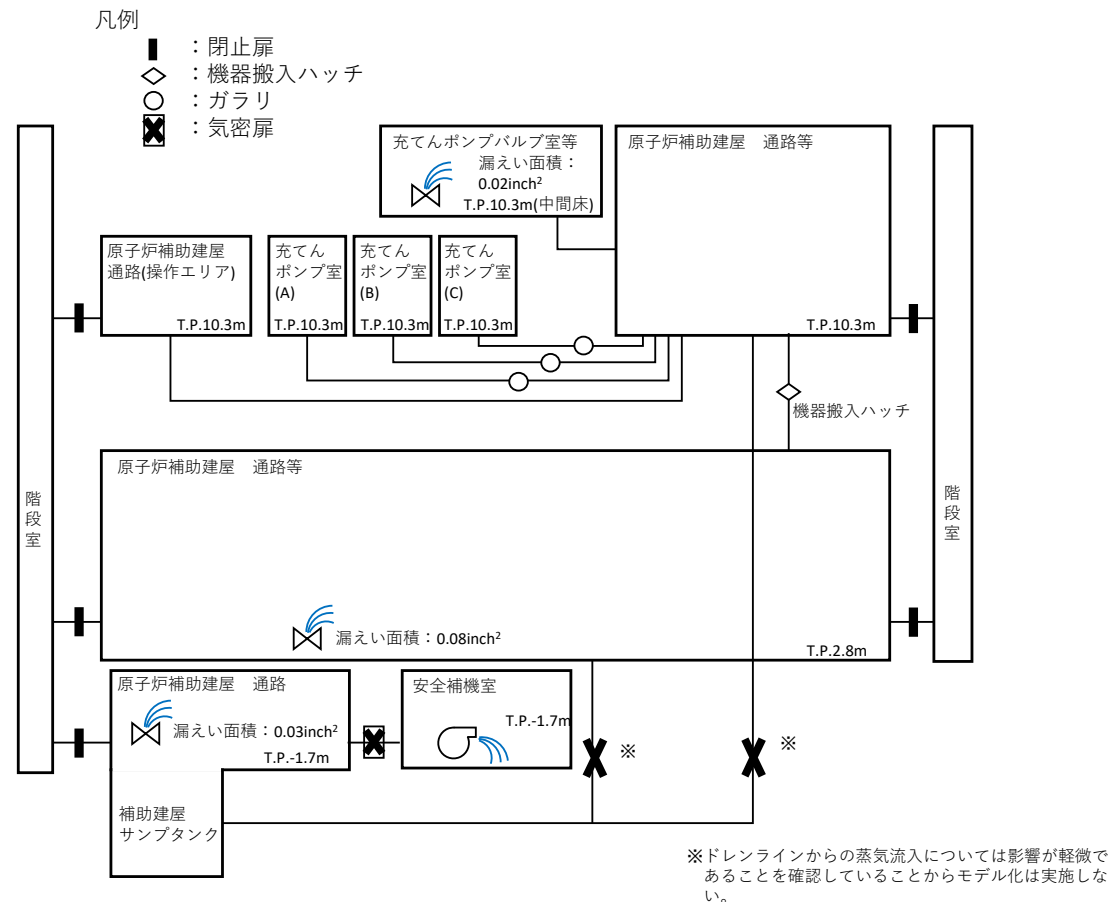 凡例
：閉止扉
：機器搬入ハッチ
：ガラリ
：気密扉
充てんポンプバルブ室等
漏えい面積：
0.02inch²
T.P.10.3m(中間床)
原子炉補助建屋　通路等
T.P.10.3m
原子炉補助建屋
通路(操作エリア)
T.P.10.3m
充てん
ポンプ室
(A)
T.P.10.3m
充てん
ポンプ室
(B)
T.P.10.3m
充てん
ポンプ室
(C)
T.P.10.3m
機器搬入ハッチ
階段室
階段室
原子炉補助建屋　通路等
漏えい面積：0.08inch²
T.P.2.8m
原子炉補助建屋　通路
漏えい面積：0.03inch²
T.P.-1.7m
安全補機室
T.P.-1.7m
※
※
補助建屋
サンプタンク
※ドレンラインからの蒸気流入については影響が軽微で
あることを確認していることからモデル化は実施しな
い。